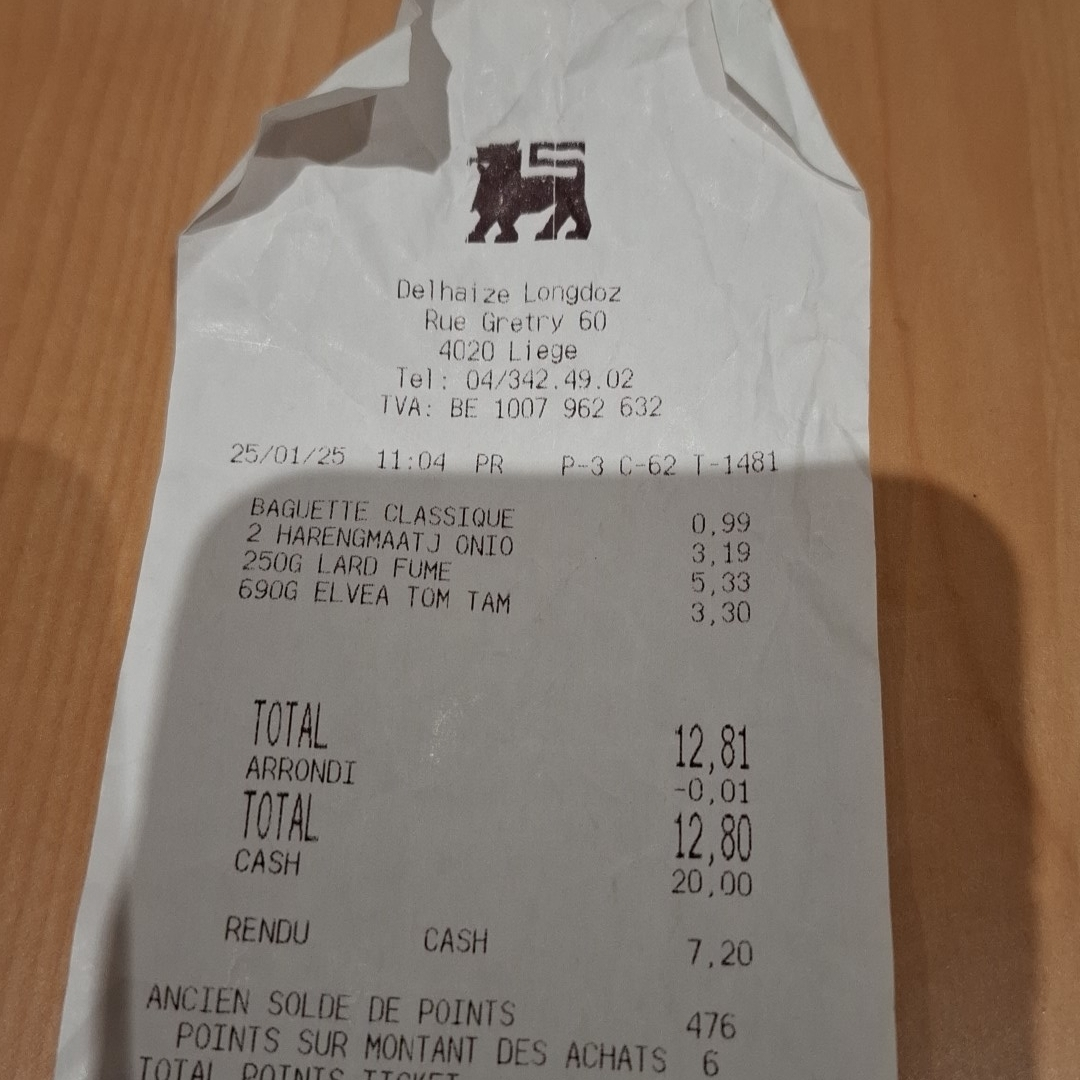 Delhaize Longdoz
Rue Gretry 60
4020 Liege
Tel: 04/342.49.02
TVA: BE 1007 962 632
25/01/25 11:04 PR P-3 C-62 T-1481
BAGUETTE CLASSIQUE 0,99
2 HARENGMAATJ ONIO 3,19
250G LARD FUME 5,33
690G ELVEA TOM TAM 3,30
TOTAL 12,81
ARRONDI -0,01
TOTAL 12,80
CASH 20,00
RENDU CASH 7,20
ANCIEN SOLDE DE POINTS 476
POINTS SUR MONTANT DES ACHATS 6
TOTAL POINTS TICKET